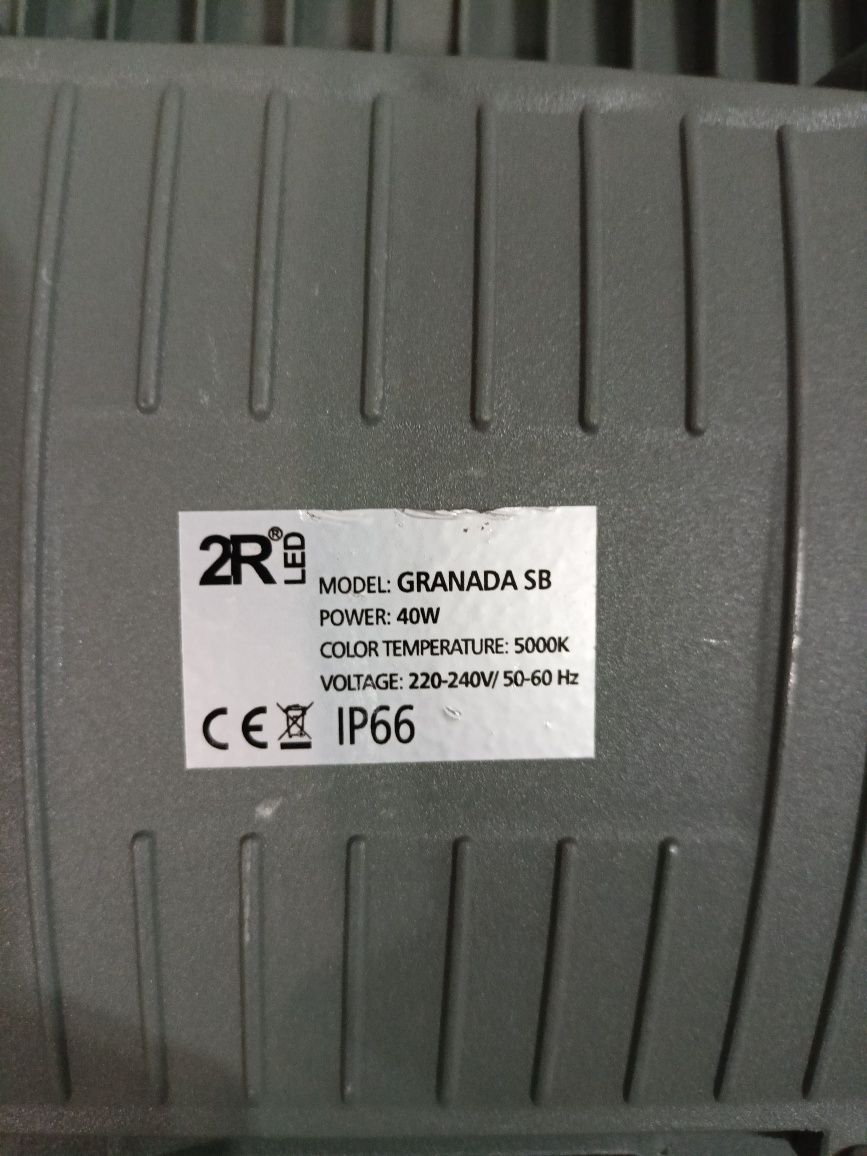 2R® LED
MODEL: GRANADA SB
POWER: 40W
COLOR TEMPERATURE: 5000K
VOLTAGE: 220-240V/ 50-60 Hz
CE IP66